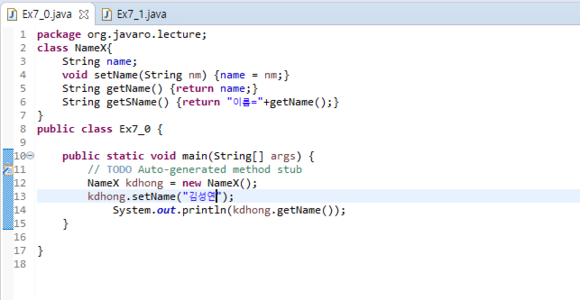 Ex7_0.java Ex7_1.java
1 package org.javaro.lecture;
2 class NameX{
3 String name;
4 void setName(String nm) {name = nm;}
5 String getName() {return name;}
6 String getSName() {return "이름="+getName();}
7 }
8 public class Ex7_0 {
9
10 public static void main(String[] args) {
11 // TODO Auto-generated method stub
12 NameX kdhong = new NameX();
13 kdhong.setName("김성연");
14 System.out.println(kdhong.getName());
15 }
16
17 }
18